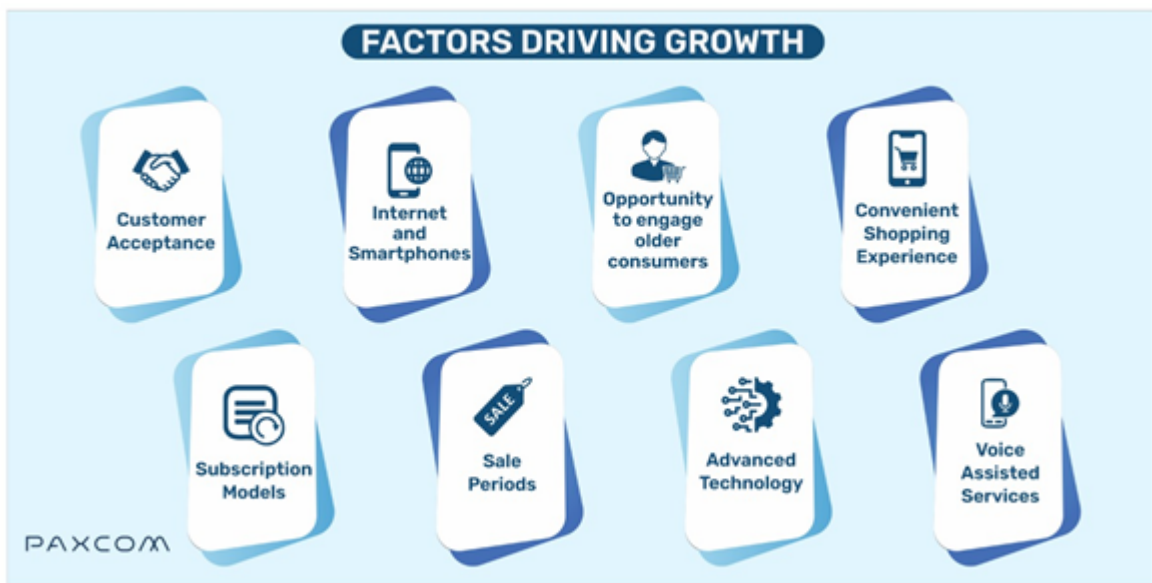 FACTORS DRIVING GROWTH
Customer
Acceptance
Internet
and
Smartphones
Opportunity
to engage
older
consumers
Convenient
Shopping
Experience
Subscription
Models
SALE
Sale
Periods
Advanced
Technology
Voice
Assisted
Services
PAXCOM